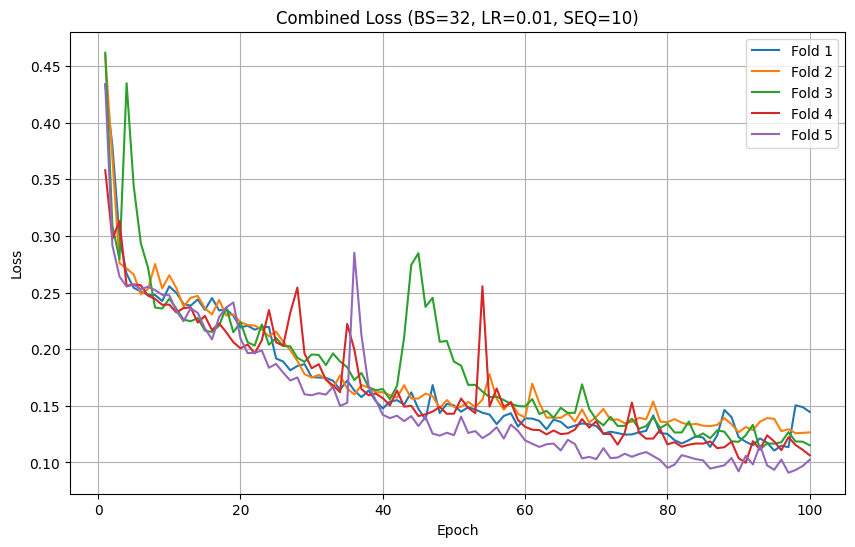 Combined Loss (BS=32, LR=0.01, SEQ=10)
Loss
0.45
0.40
0.35
0.30
0.25
0.20
0.15
0.10
Fold 1
Fold 2
Fold 3
Fold 4
Fold 5
0
20
40
60
80
100
Epoch